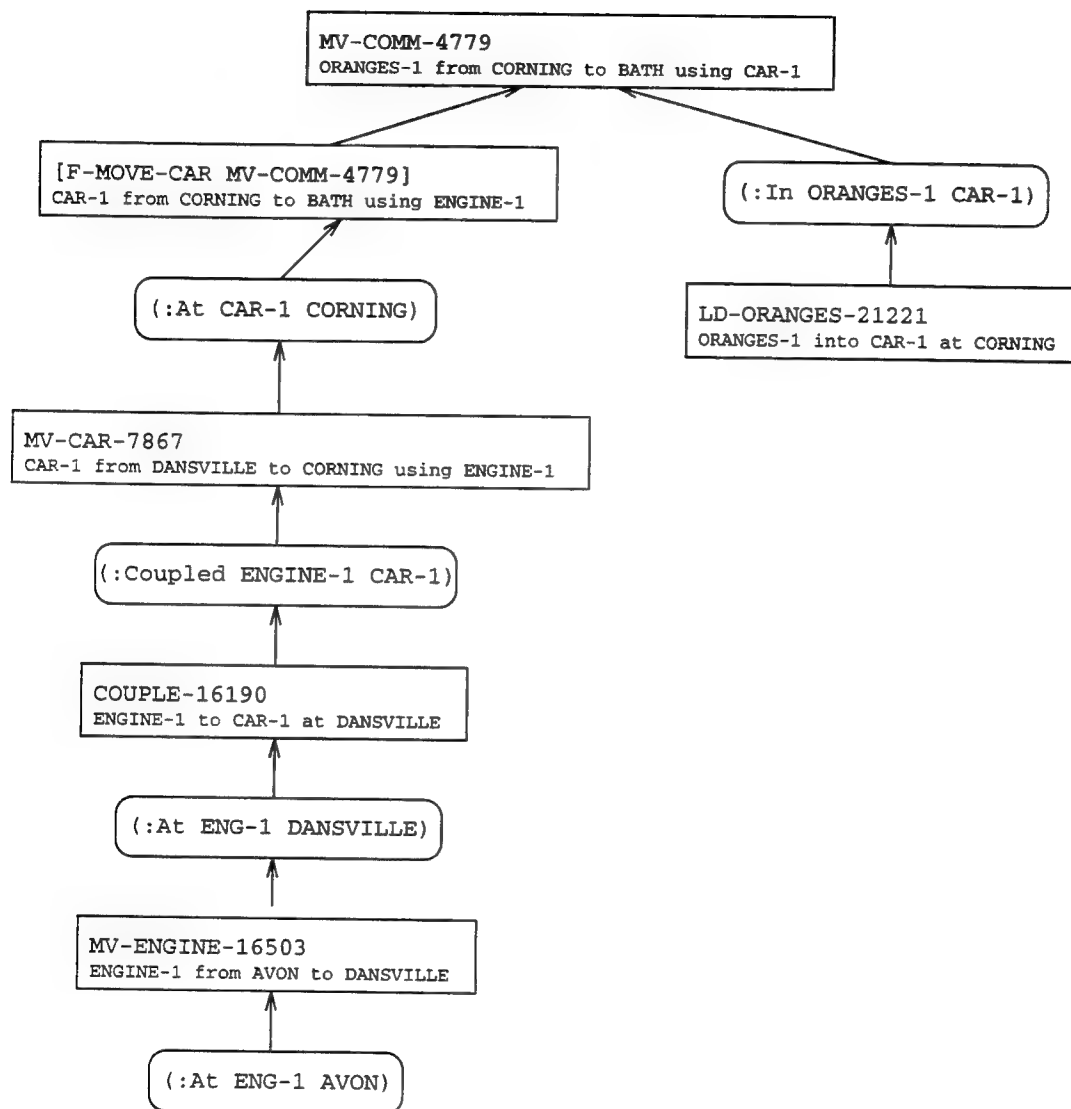 MV-COMM-4779
ORANGES-1 from CORNING to BATH using CAR-1
[F-MOVE-CAR MV-COMM-4779]
CAR-1 from CORNING to BATH using ENGINE-1
(:In ORANGES-1 CAR-1)
(:At CAR-1 CORNING)
LD-ORANGES-21221
ORANGES-1 into CAR-1 at CORNING
MV-CAR-7867
CAR-1 from DANSVILLE to CORNING using ENGINE-1
(:Coupled ENGINE-1 CAR-1)
COUPLE-16190
ENGINE-1 to CAR-1 at DANSVILLE
(:At ENG-1 DANSVILLE)
MV-ENGINE-16503
ENGINE-1 from AVON to DANSVILLE
(:At ENG-1 AVON)